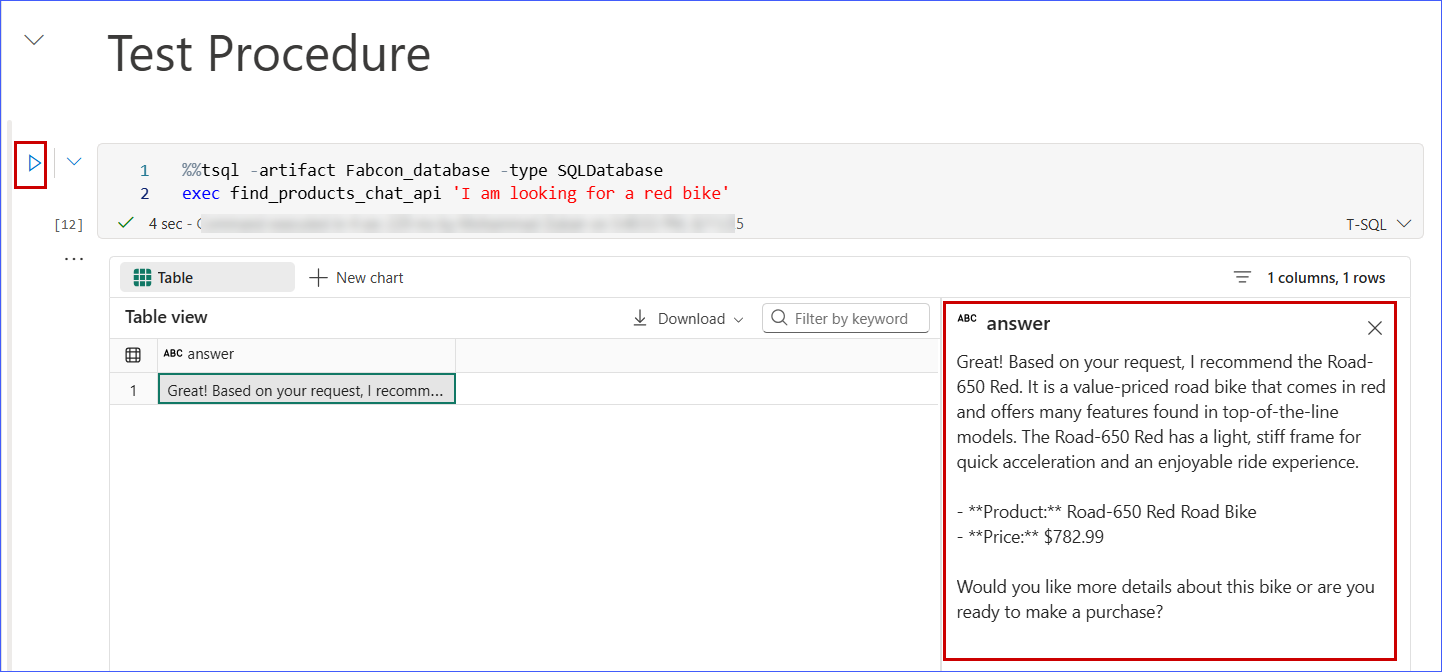 Test Procedure
1 %%tsql -artifact Fabcon_database -type SQLDatabase
2 exec find_products_chat_api 'I am looking for a red bike'
[12]
4 sec -
5
T-SQL
...
Table
New chart
1 columns, 1 rows
Table view
Download
Filter by keyword
ABC answer
1 Great! Based on your request, I recomm...
ABC answer
Great! Based on your request, I recommend the Road-
650 Red. It is a value-priced road bike that comes in red
and offers many features found in top-of-the-line
models. The Road-650 Red has a light, stiff frame for
quick acceleration and an enjoyable ride experience.
- **Product:** Road-650 Red Road Bike
- **Price:** $782.99
Would you like more details about this bike or are you
ready to make a purchase?